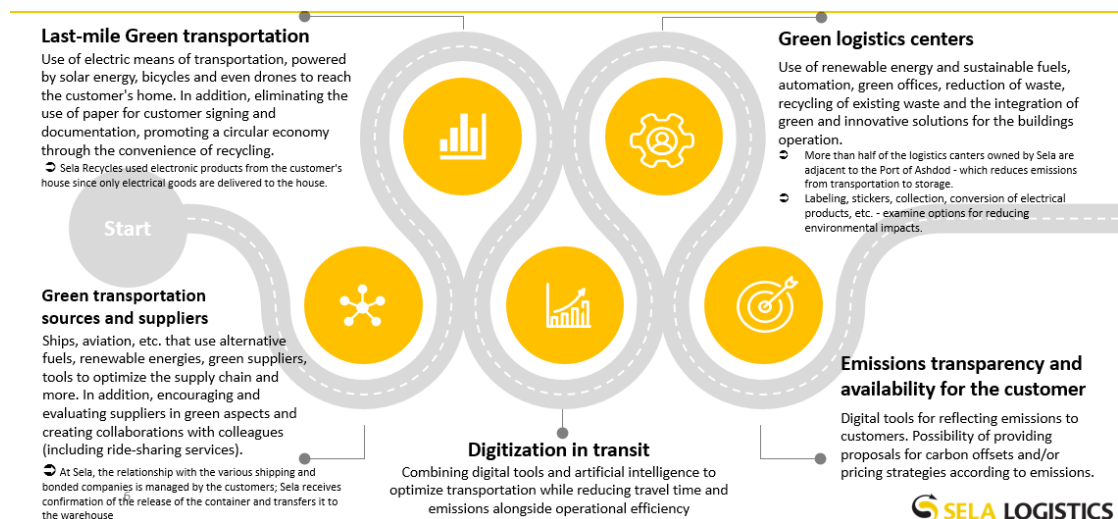 Last-mile Green transportation
Use of electric means of transportation, powered
by solar energy, bicycles and even drones to reach
the customer's home. In addition, eliminating the
use of paper for customer signing and
documentation, promoting a circular economy
through the convenience of recycling.
➲ Sela Recycles used electronic products from the customer's
house since only electrical goods are delivered to the house.
Green logistics centers
Use of renewable energy and sustainable fuels,
automation, green offices, reduction of waste,
recycling of existing waste and the integration of
green and innovative solutions for the buildings
operation.
➲ More than half of the logistics canters owned by Sela are
adjacent to the Port of Ashdod - which reduces emissions
from transportation to storage.
➲ Labeling, stickers, collection, conversion of electrical
products, etc. - examine options for reducing
environmental impacts.
Start
Green transportation
sources and suppliers
Ships, aviation, etc. that use alternative
fuels, renewable energies, green suppliers,
tools to optimize the supply chain and
more. In addition, encouraging and
evaluating suppliers in green aspects and
creating collaborations with colleagues
(including ride-sharing services).
➲ At Sela, the relationship with the various shipping and
bonded companies is managed by the customers; Sela receives
confirmation of the release of the container and transfers it to
the warehouse
6
Digitization in transit
Combining digital tools and artificial intelligence to
optimize transportation while reducing travel time and
emissions alongside operational efficiency
Emissions transparency and
availability for the customer
Digital tools for reflecting emissions to
customers. Possibility of providing
proposals for carbon offsets and/or
pricing strategies according to emissions.
SELA LOGISTICS